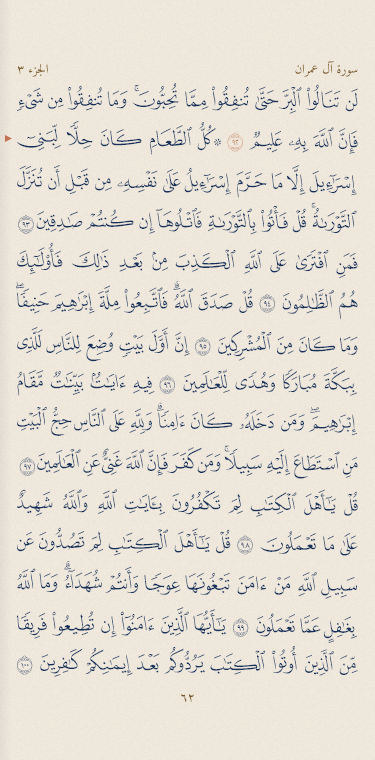 سورة آل عمران
الجزء ٣
لَن تَنَالُوا۟ ٱلْبِرَّ حَتَّىٰ تُنفِقُوا۟ مِمَّا تُحِبُّونَ ۚ وَمَا تُنفِقُوا۟ مِن شَىْءٍ
فَإِنَّ ٱللَّهَ بِهِۦ عَلِيمٌ ٩٢ ۞ كُلُّ ٱلطَّعَامِ كَانَ حِلًّا لِّبَنِىٓ
إِسْرَٰٓءِيلَ إِلَّا مَا حَرَّمَ إِسْرَٰٓءِيلُ عَلَىٰ نَفْسِهِۦ مِن قَبْلِ أَن تُنَزَّلَ
ٱلتَّوْرَىٰةُ ۗ قُلْ فَأْتُوا۟ بِٱلتَّوْرَىٰةِ فَٱتْلُوهَآ إِن كُنتُمْ صَـٰدِقِينَ ٩٣
فَمَنِ ٱفْتَرَىٰ عَلَى ٱللَّهِ ٱلْكَذِبَ مِنۢ بَعْدِ ذَٰلِكَ فَأُو۟لَـٰٓئِكَ
هُمُ ٱلظَّـٰلِمُونَ ٩٤ قُلْ صَدَقَ ٱللَّهُ ۗ فَٱتَّبِعُوا۟ مِلَّةَ إِبْرَٰهِيمَ حَنِيفًا ۖ
وَمَا كَانَ مِنَ ٱلْمُشْرِكِينَ ٩٥ إِنَّ أَوَّلَ بَيْتٍ وُضِعَ لِلنَّاسِ لَلَّذِى
بِبَكَّةَ مُبَارَكًا وَهُدًى لِّلْعَـٰلَمِينَ ٩٦ فِيهِ ءَايَـٰتٌۢ بَيِّنَـٰتٌ مَّقَامُ
إِبْرَٰهِيمَ ۖ وَمَن دَخَلَهُۥ كَانَ ءَامِنًا ۗ وَلِلَّهِ عَلَى ٱلنَّاسِ حِجُّ ٱلْبَيْتِ
مَنِ ٱسْتَطَاعَ إِلَيْهِ سَبِيلًا ۚ وَمَن كَفَرَ فَإِنَّ ٱللَّهَ غَنِىٌّ عَنِ ٱلْعَـٰلَمِينَ ٩٧
قُلْ يَـٰٓأَهْلَ ٱلْكِتَـٰبِ لِمَ تَكْفُرُونَ بِـَٔايَـٰتِ ٱللَّهِ وَٱللَّهُ شَهِيدٌ
عَلَىٰ مَا تَعْمَلُونَ ٩٨ قُلْ يَـٰٓأَهْلَ ٱلْكِتَـٰبِ لِمَ تَصُدُّونَ عَن
سَبِيلِ ٱللَّهِ مَنْ ءَامَنَ تَبْغُونَهَا عِوَجًا وَأَنتُمْ شُهَدَآءُ ۗ وَمَا ٱللَّهُ
بِغَـٰفِلٍ عَمَّا تَعْمَلُونَ ٩٩ يَـٰٓأَيُّهَا ٱلَّذِينَ ءَامَنُوٓا۟ إِن تُطِيعُوا۟ فَرِيقًا
مِّنَ ٱلَّذِينَ أُوتُوا۟ ٱلْكِتَـٰبَ يَرُدُّوكُم بَعْدَ إِيمَـٰنِكُمْ كَـٰفِرِينَ ١٠٠
٦٢